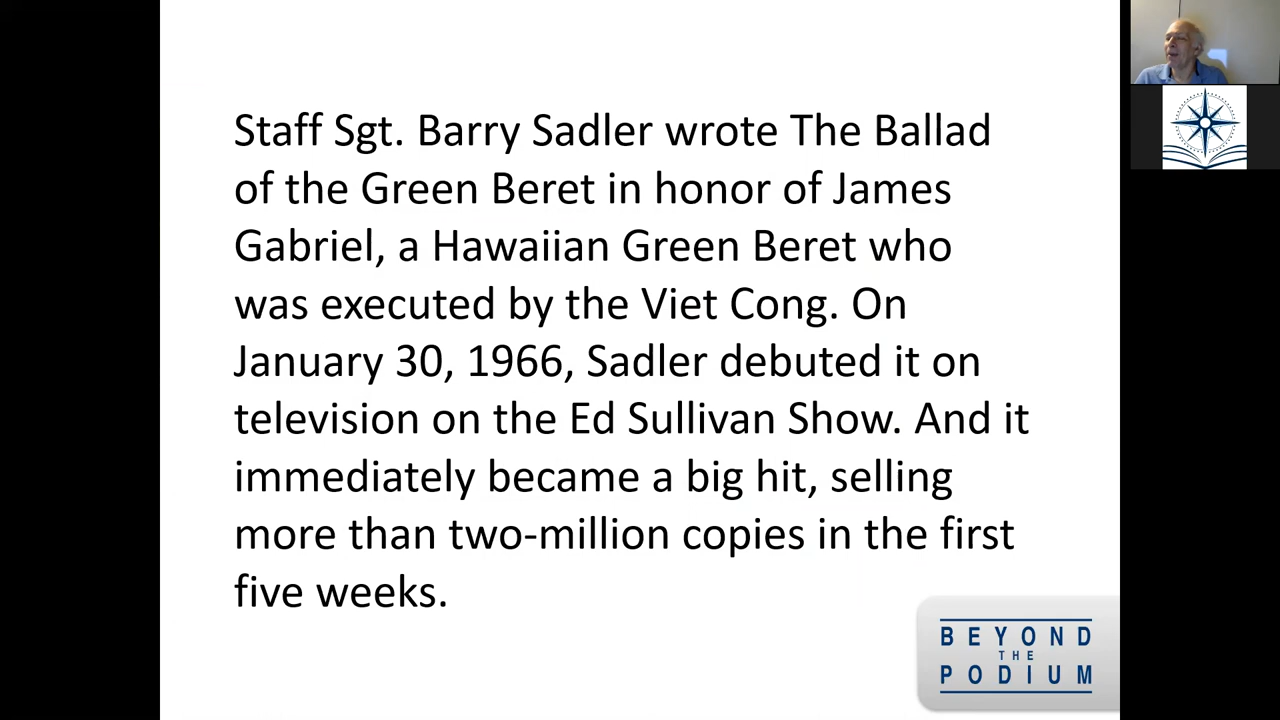 Staff Sgt. Barry Sadler wrote The Ballad
of the Green Beret in honor of James
Gabriel, a Hawaiian Green Beret who
was executed by the Viet Cong. On
January 30, 1966, Sadler debuted it on
television on the Ed Sullivan Show. And it
immediately became a big hit, selling
more than two-million copies in the first
five weeks.
BEYOND
THE
PODIUM